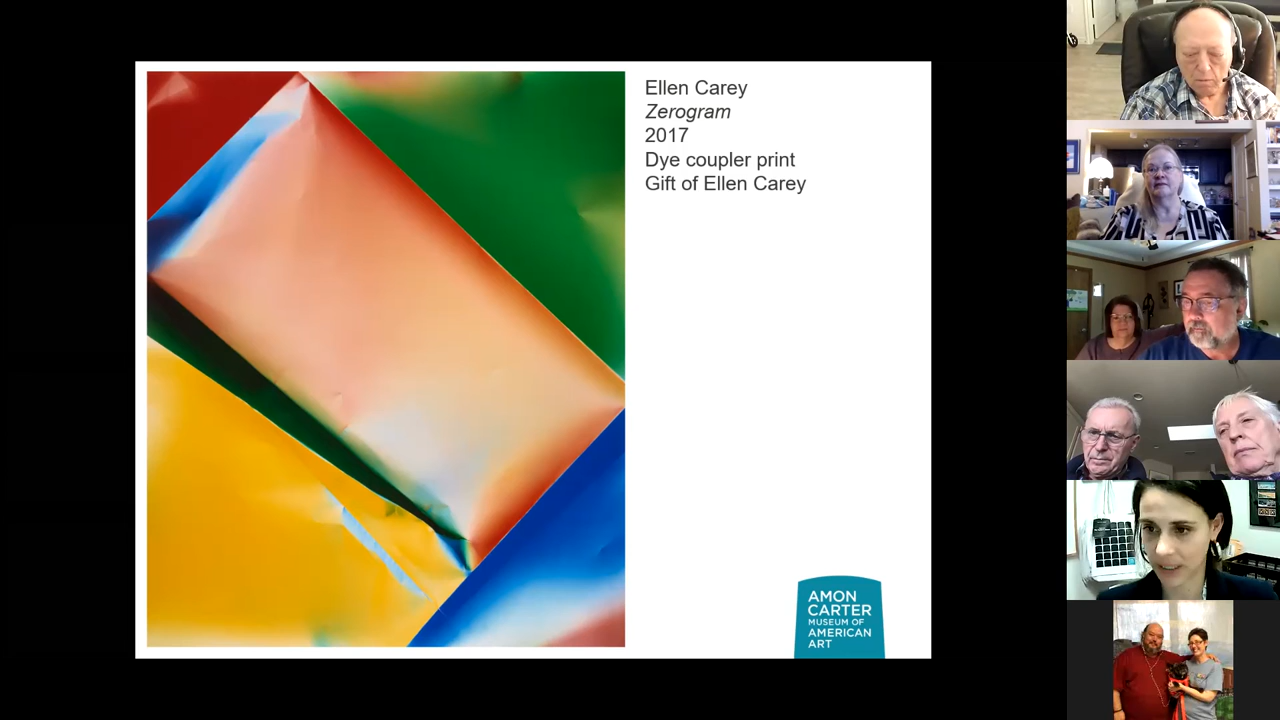 Ellen Carey
Zerogram
2017
Dye coupler print
Gift of Ellen Carey
AMON
CARTER
MUSEUM OF
AMERICAN
ART